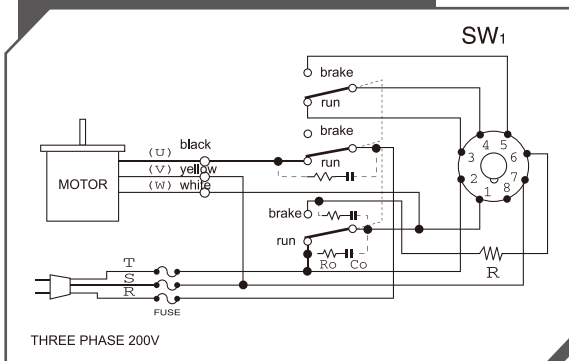 SW1
brake
run
brake
run
brake
run
(U) black
(V) yellow
(W) white
MOTOR
Ro Co
4 5
3 6
2 7
1 8
R
T
S
R
FUSE
THREE PHASE 200V